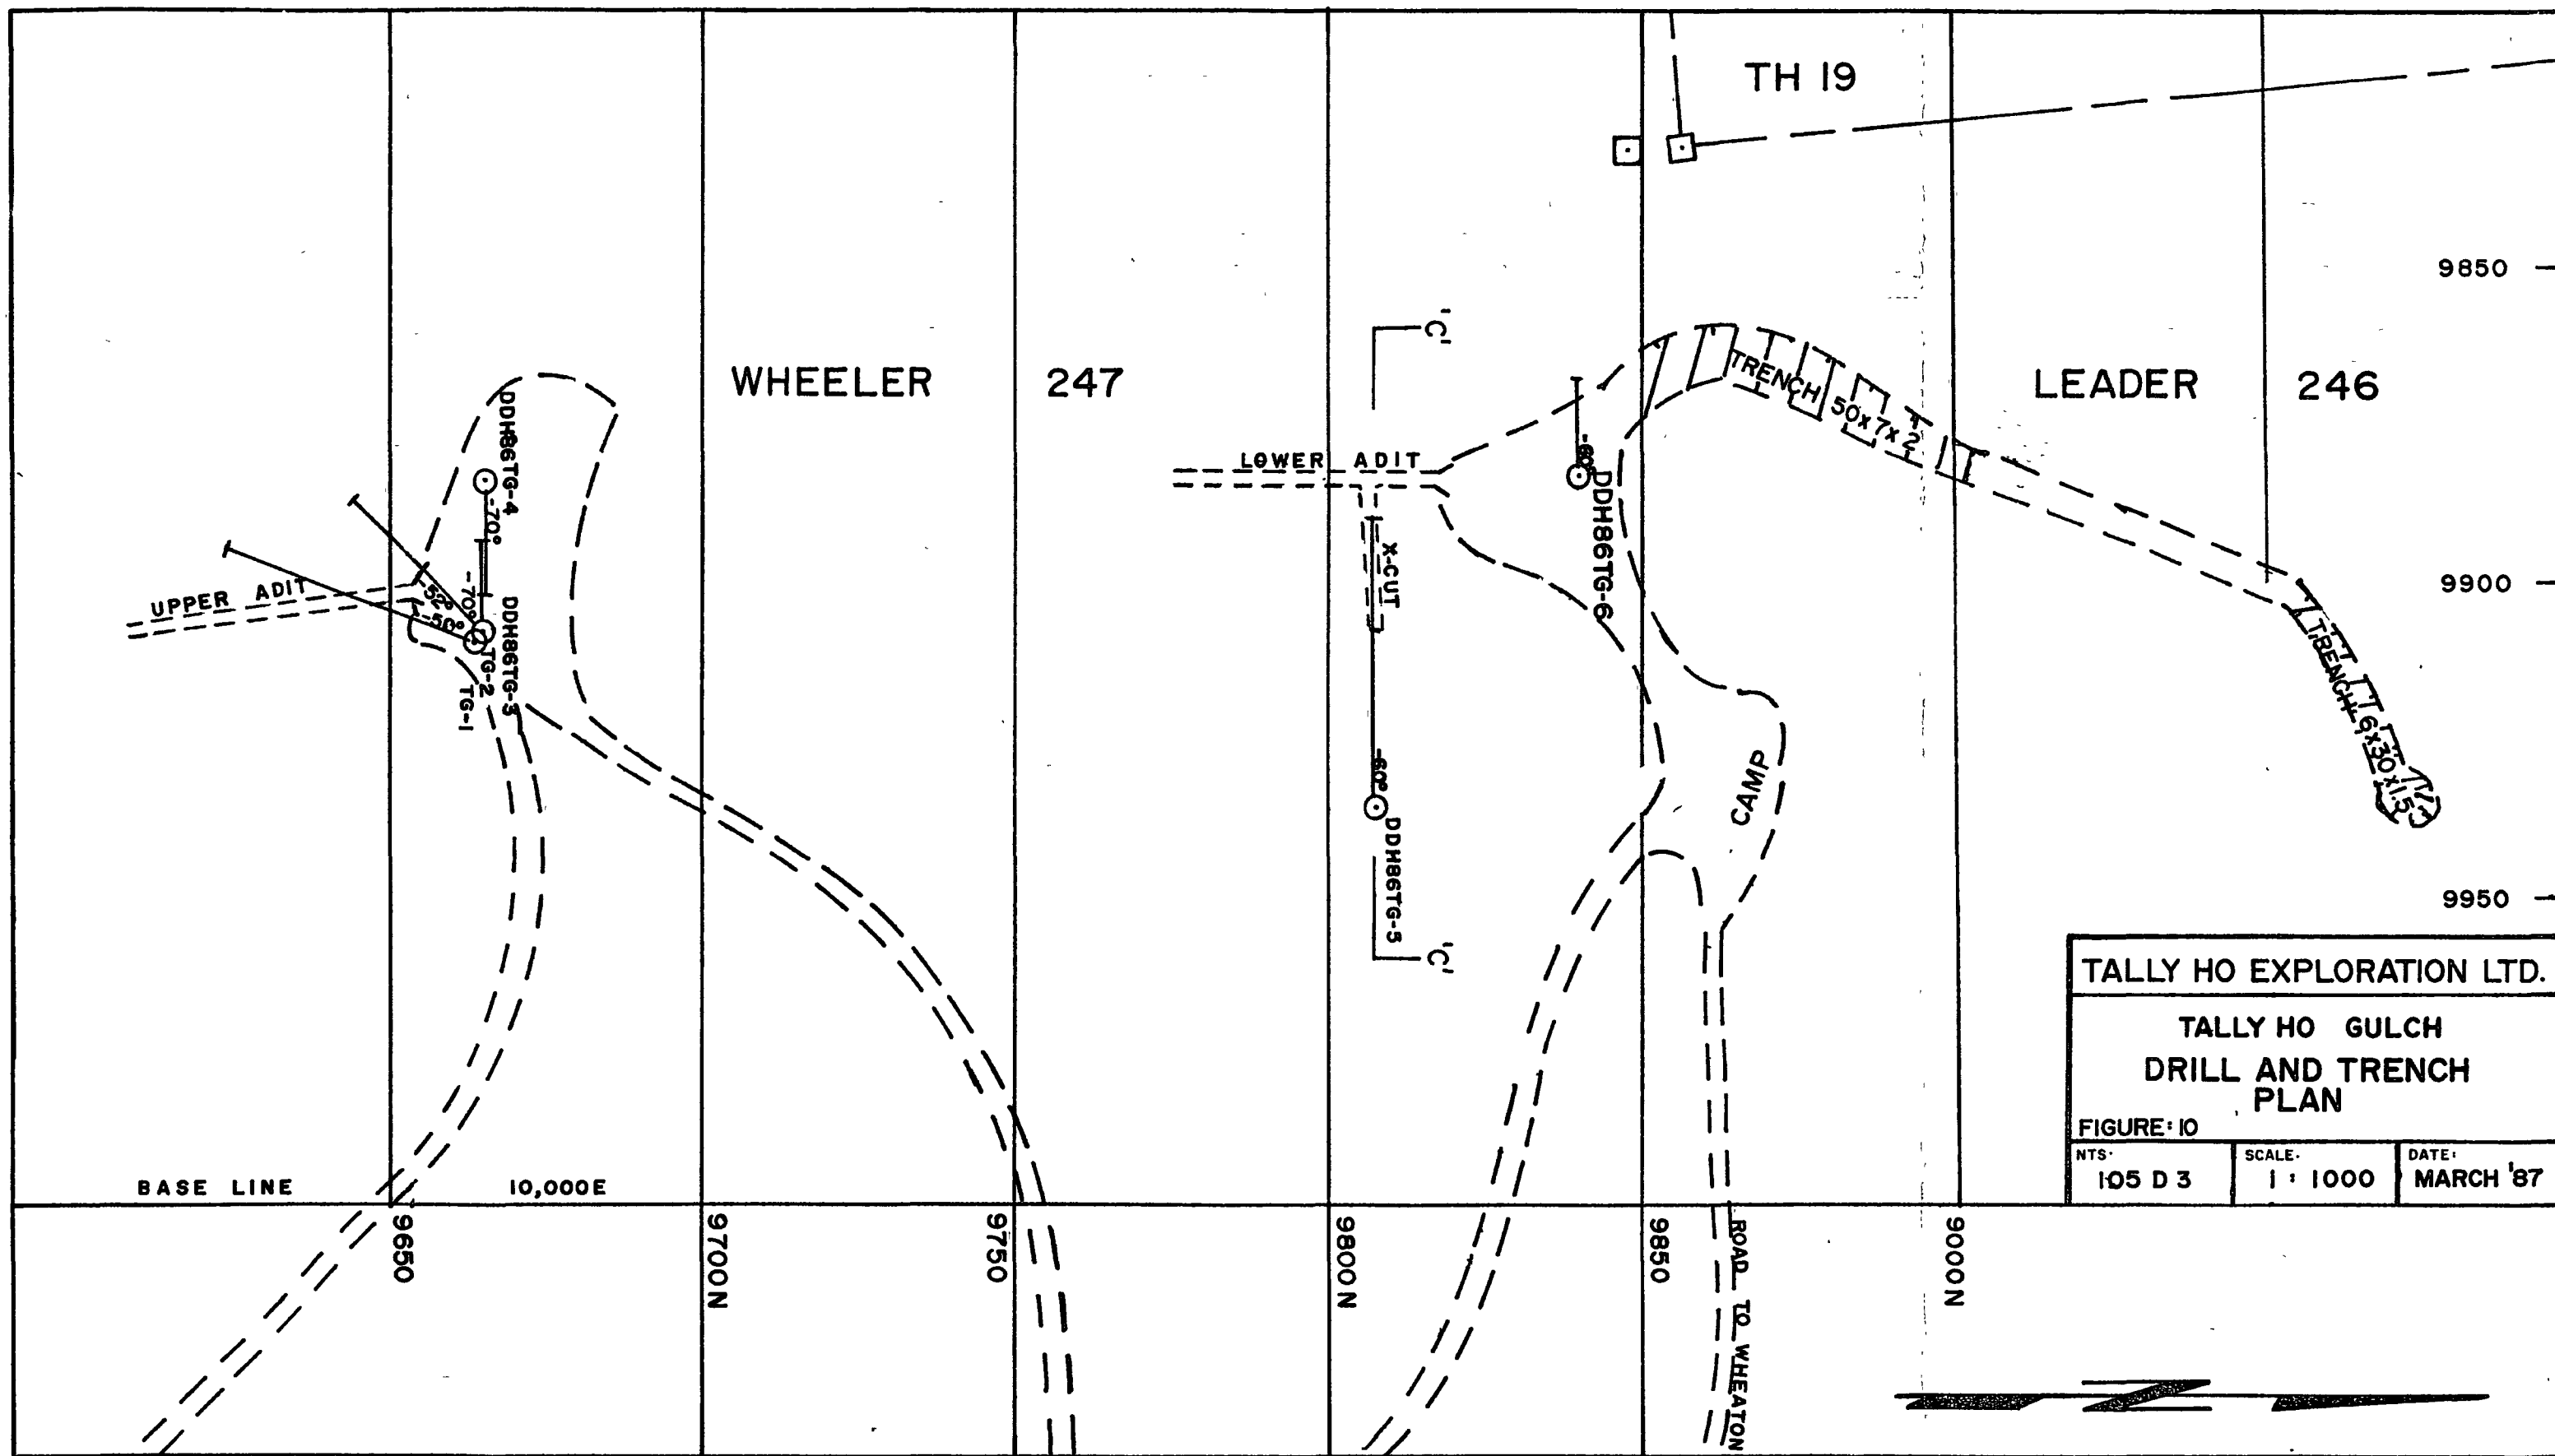 TH 19
9850
'C'
WHEELER 247
TRENCH 50x7x2
LEADER 246
LOWER ADIT
DDH86TG-4
-70°
-60°
DDH86TG-6
X-CUT
UPPER ADIT
-52°
-50°
-70°
DDH86TG-3
TG-2
TG-1
9900
TRENCH 6x30x1.5
CAMP
-60°
DDH86TG-5
'C'
9950
TALLY HO EXPLORATION LTD.
TALLY HO GULCH
DRILL AND TRENCH
PLAN
FIGURE: 10
NTS:
105 D 3
SCALE:
1 : 1000
DATE:
MARCH '87
BASE LINE 10,000E
9650
9700N
9750
9800N
9850
9000N
ROAD TO WHEATON